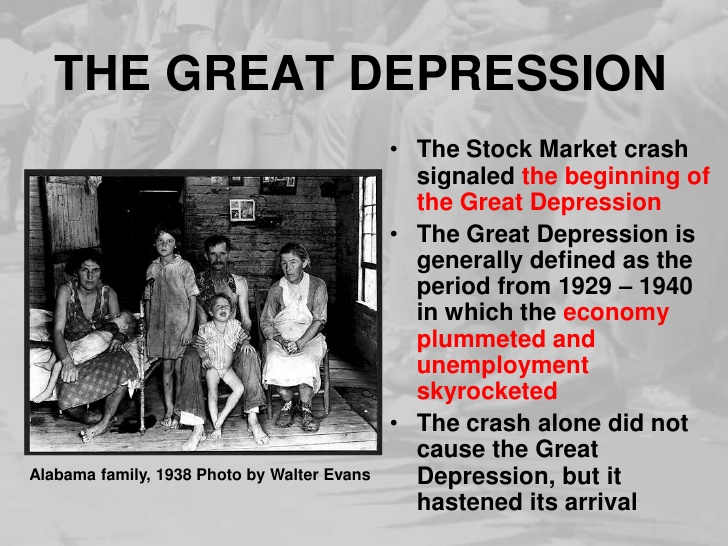 THE GREAT DEPRESSION
• The Stock Market crash
signaled the beginning of
the Great Depression
• The Great Depression is
generally defined as the
period from 1929 – 1940
in which the economy
plummeted and
unemployment
skyrocketed
• The crash alone did not
cause the Great
Depression, but it
hastened its arrival
Alabama family, 1938 Photo by Walter Evans